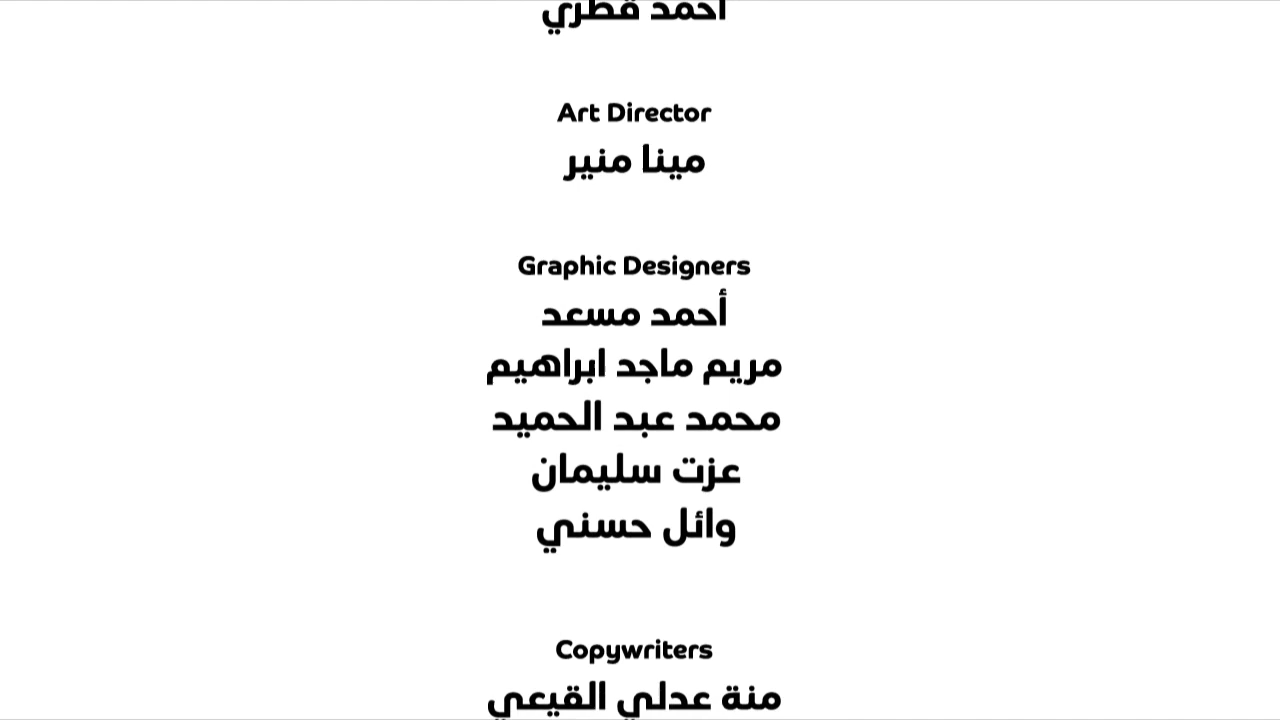 أحمد قطري
Art Director
مينا منير
Graphic Designers
أحمد مسعد
مريم ماجد ابراهيم
محمد عبد الحميد
عزت سليمان
وائل حسني
Copywriters
منة عدلي القيعي